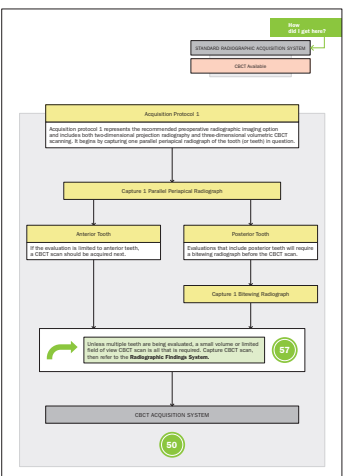 How
did I get here?
STANDARD RADIOGRAPHIC ACQUISITION SYSTEM
CBCT Available
Acquisition Protocol 1
Acquisition protocol 1 represents the recommended preoperative radiographic imaging option
and includes both two-dimensional projection radiography and three-dimensional volumetric CBCT
scanning. It begins by capturing one parallel periapical radiograph of the tooth (or teeth) in question.
Capture 1 Parallel Periapical Radiograph
Anterior Tooth
If the evaluation is limited to anterior teeth,
a CBCT scan should be acquired next.
Posterior Tooth
Evaluations that include posterior teeth will require
a bitewing radiograph before the CBCT scan.
Capture 1 Bitewing Radiograph
Unless multiple teeth are being evaluated, a small volume or limited
field of view CBCT scan is all that is required. Capture CBCT scan,
then refer to the Radiographic Findings System.
57
CBCT ACQUISITION SYSTEM
50